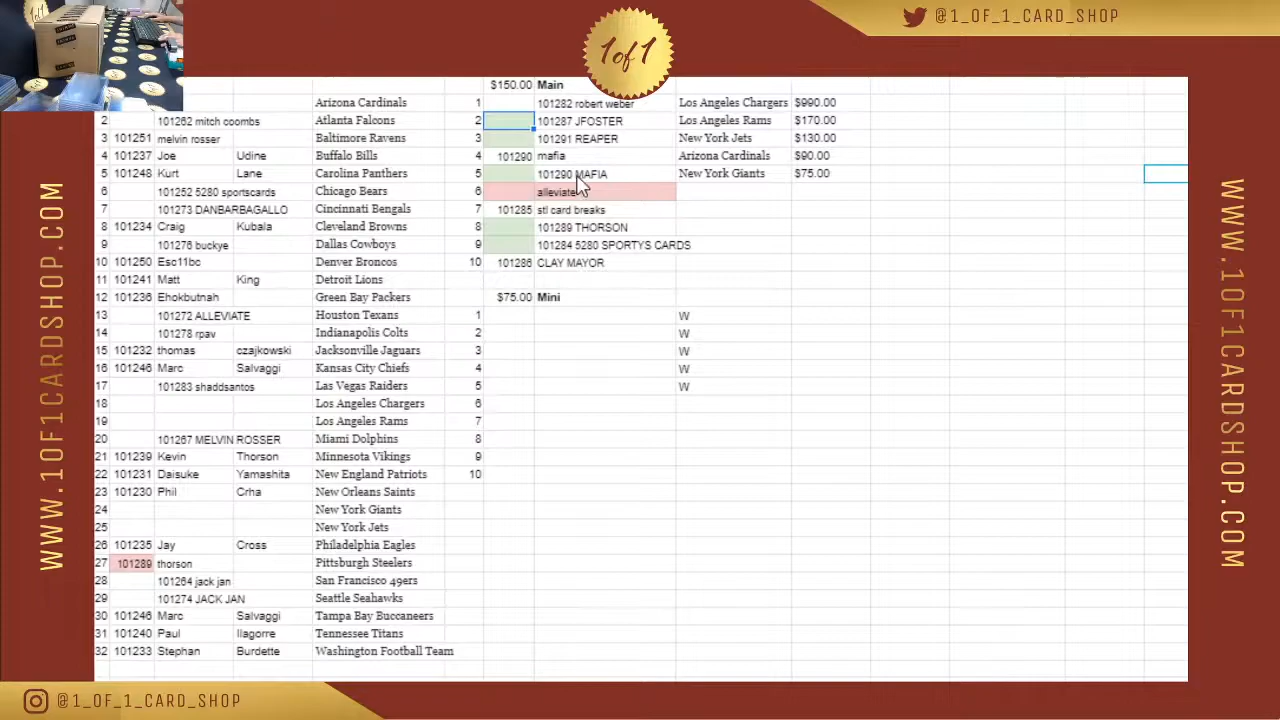 1of1
@1_OF_1_CARD_SHOP
WWW.1OF1CARDSHOP.COM
WWW.1OF1CARDSHOP.COM
$150.00 Main
Arizona Cardinals 1 101282 robert weber Los Angeles Chargers $990.00
2 101262 mitch coombs Atlanta Falcons 2 101287 JFOSTER Los Angeles Rams $170.00
3 101251 melvin rosser Baltimore Ravens 3 101291 REAPER New York Jets $130.00
4 101237 Joe Udine Buffalo Bills 4 101290 mafia Arizona Cardinals $90.00
5 101248 Kurt Lane Carolina Panthers 5 101290 MAFIA New York Giants $75.00
6 101252 5280 sportscards Chicago Bears 6 alleviate
7 101273 DANBARBAGALLO Cincinnati Bengals 7 101285 stl card breaks
8 101234 Craig Kubala Cleveland Browns 8 101289 THORSON
9 101276 buckye Dallas Cowboys 9 101284 5280 SPORTYS CARDS
10 101250 Esc11bc Denver Broncos 10 101286 CLAY MAYOR
11 101241 Matt King Detroit Lions
12 101236 Ehokbutnah Green Bay Packers $75.00 Mini
13 101272 ALLEVIATE Houston Texans 1 W
14 101278 rpav Indianapolis Colts 2 W
15 101232 thomas czajkowski Jacksonville Jaguars 3 W
16 101246 Marc Salvaggi Kansas City Chiefs 4 W
17 101283 shaddsantos Las Vegas Raiders 5 W
18 Los Angeles Chargers 6
19 Los Angeles Rams 7
20 101267 MELVIN ROSSER Miami Dolphins 8
21 101239 Kevin Thorson Minnesota Vikings 9
22 101231 Daisuke Yamashita New England Patriots 10
23 101230 Phil Crha New Orleans Saints
24 New York Giants
25 New York Jets
26 101235 Jay Cross Philadelphia Eagles
27 101289 thorson Pittsburgh Steelers
28 101264 jack jan San Francisco 49ers
29 101274 JACK JAN Seattle Seahawks
30 101246 Marc Salvaggi Tampa Bay Buccaneers
31 101240 Paul Ilagorre Tennessee Titans
32 101233 Stephan Burdette Washington Football Team
@1_OF_1_CARD_SHOP